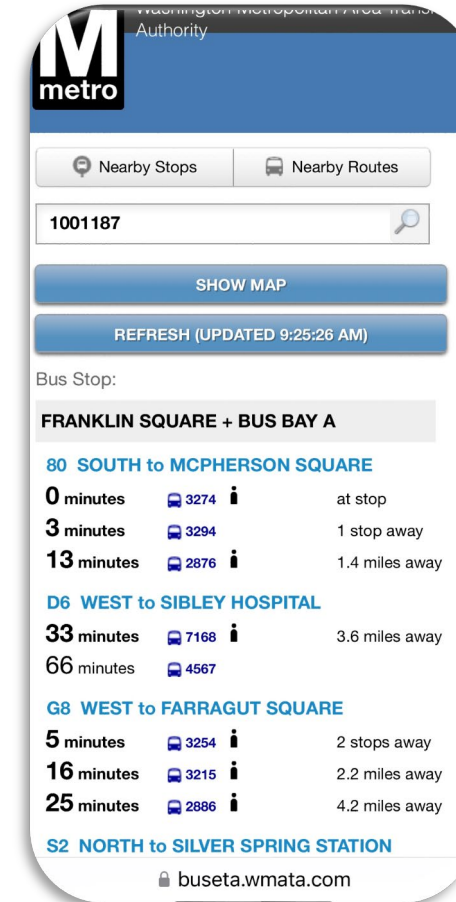 Washington Metropolitan Area
Authority
M
metro
Nearby Stops Nearby Routes
1001187
SHOW MAP
REFRESH (UPDATED 9:25:26 AM)
Bus Stop:
FRANKLIN SQUARE + BUS BAY A
80 SOUTH to MCPHERSON SQUARE
0 minutes 3274 at stop
3 minutes 3294 1 stop away
13 minutes 2876 1.4 miles away
D6 WEST to SIBLEY HOSPITAL
33 minutes 7168 3.6 miles away
66 minutes 4567
G8 WEST to FARRAGUT SQUARE
5 minutes 3254 2 stops away
16 minutes 3215 2.2 miles away
25 minutes 2886 4.2 miles away
S2 NORTH to SILVER SPRING STATION
buseta.wmata.com